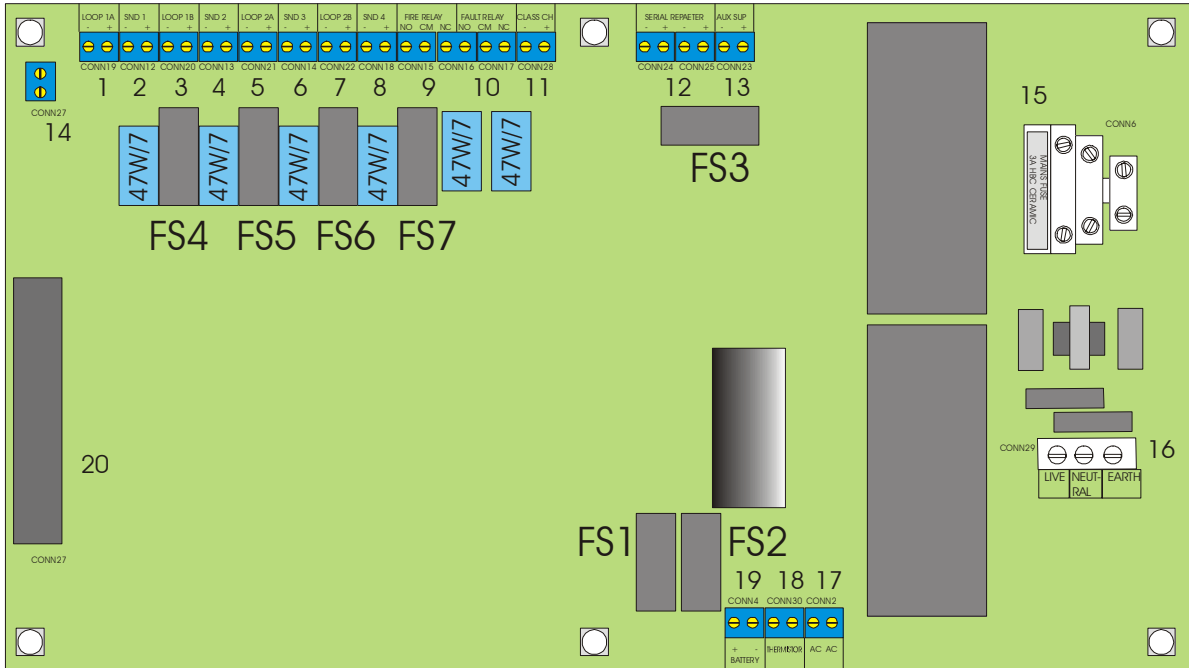 LOOP 1A SND 1 LOOP 1B SND 2 LOOP 2A SND 3 LOOP 2B SND 4 FIRE RELAY FAULT RELAY CLASS CH SERIAL REPAETER AUX SUP
- + - + - + - + - + - + - + - + NO CM NC NO CM NC - + - + - + - +
CONN19 CONN12 CONN20 CONN13 CONN21 CONN14 CONN22 CONN18 CONN15 CONN16 CONN17 CONN28 CONN24 CONN25 CONN23
1 2 3 4 5 6 7 8 9 10 11 12 13
CONN27
14
15
CONN6
47W/7 47W/7 47W/7 47W/7 47W/7 47W/7
MAINS FUSE
3A HBC CERAMIC
FS3
FS4 FS5 FS6 FS7
20
CONN27
CONN29
16
LIVE NEUT-
RAL EARTH
FS1 FS2
19 18 17
CONN4 CONN30 CONN2
+ - THERMISTOR AC AC
BATTERY